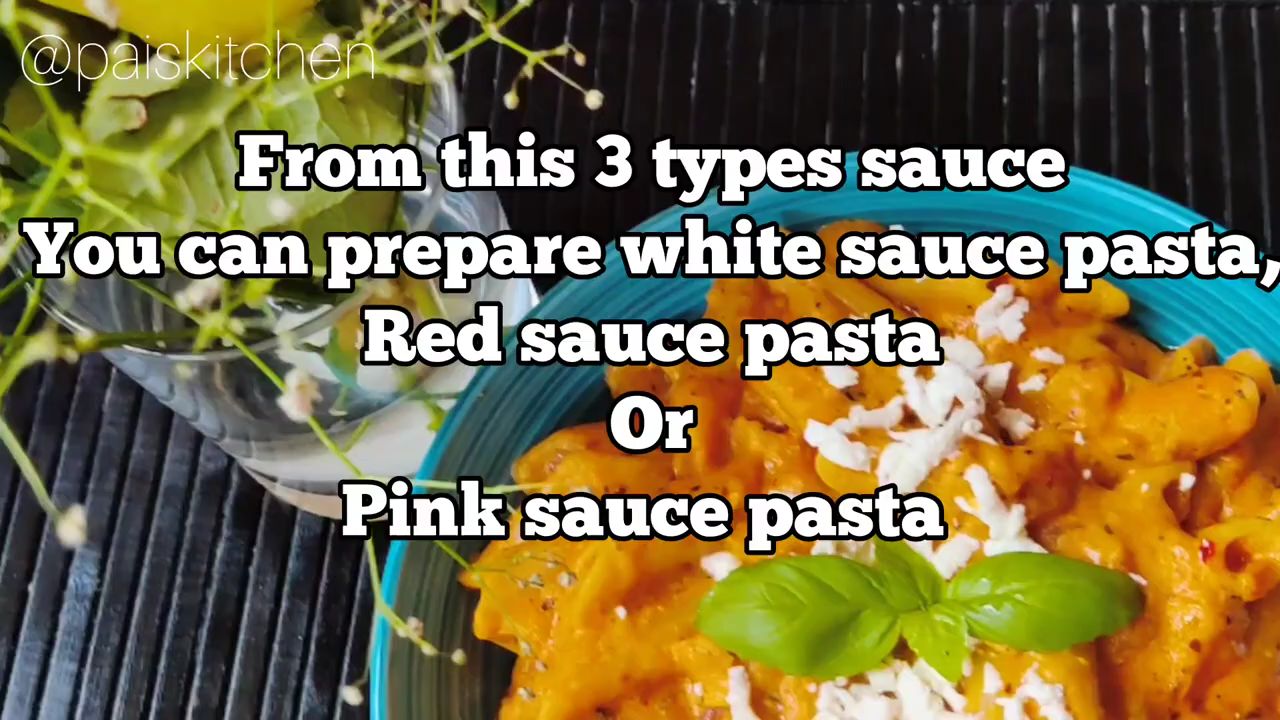 @paiskitchen
From this 3 types sauce
You can prepare white sauce pasta,
Red sauce pasta
Or
Pink sauce pasta